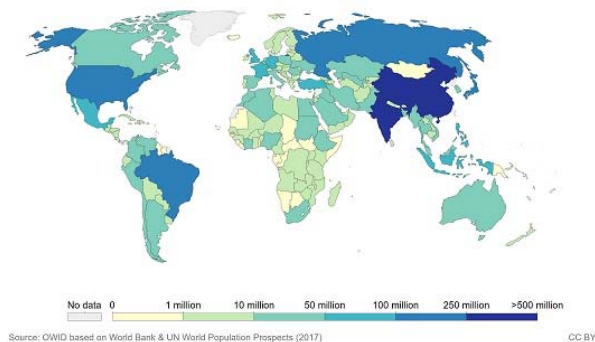 No data 0 1 million 10 million 50 million 100 million 250 million >500 million
Source: OWID based on World Bank & UN World Population Prospects (2017) CC BY